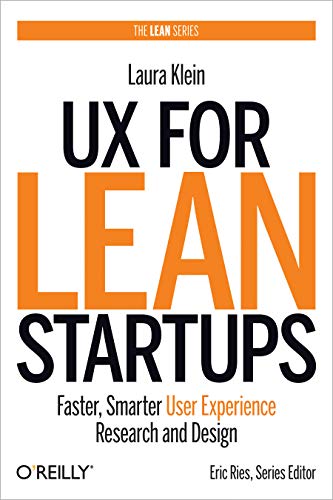 THE LEAN SERIES
Laura Klein
UX FOR
LEAN
STARTUPS
Faster, Smarter User Experience
Research and Design
O'REILLY®
Eric Ries, Series Editor